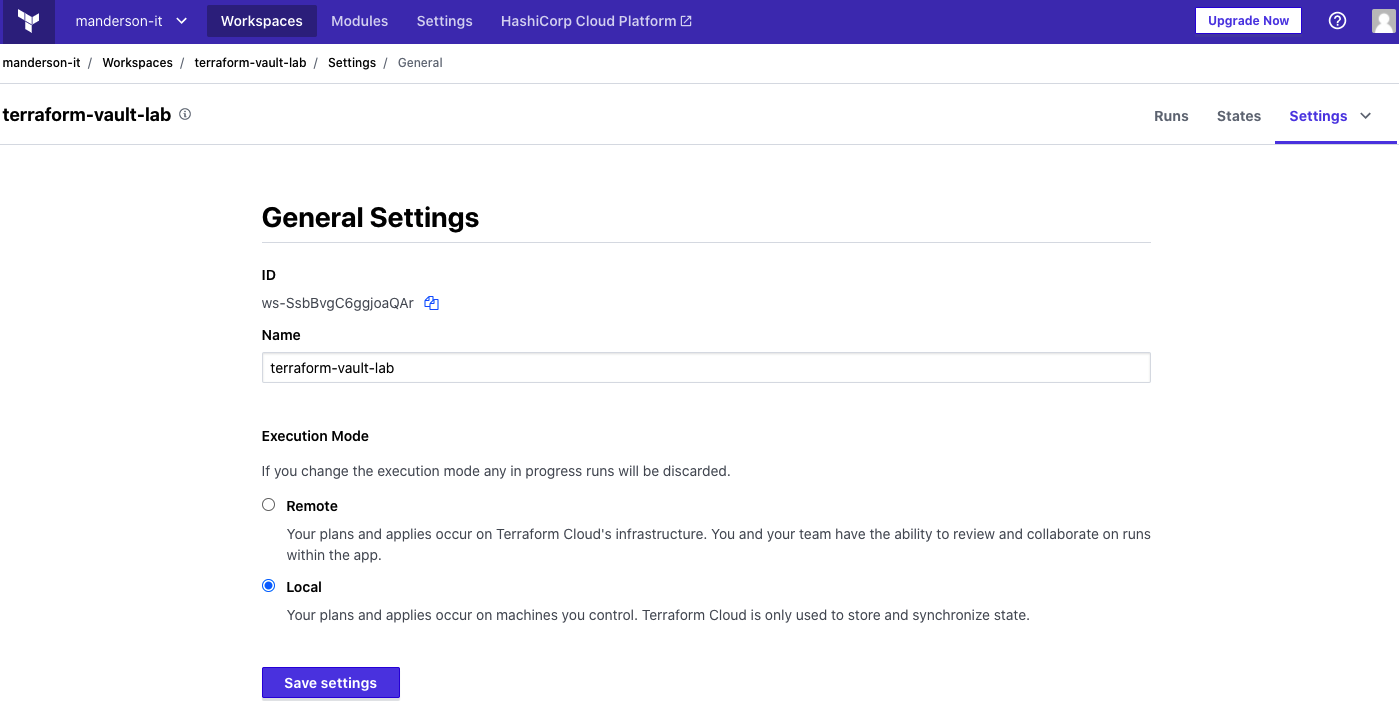 manderson-it Workspaces Modules Settings HashiCorp Cloud Platform Upgrade Now
manderson-it / Workspaces / terraform-vault-lab / Settings / General
terraform-vault-lab Runs States Settings
General Settings
ID
ws-SsbBvgC6ggjoaQAr
Name
terraform-vault-lab
Execution Mode
If you change the execution mode any in progress runs will be discarded.
Remote
Your plans and applies occur on Terraform Cloud's infrastructure. You and your team have the ability to review and collaborate on runs
within the app.
Local
Your plans and applies occur on machines you control. Terraform Cloud is only used to store and synchronize state.
Save settings